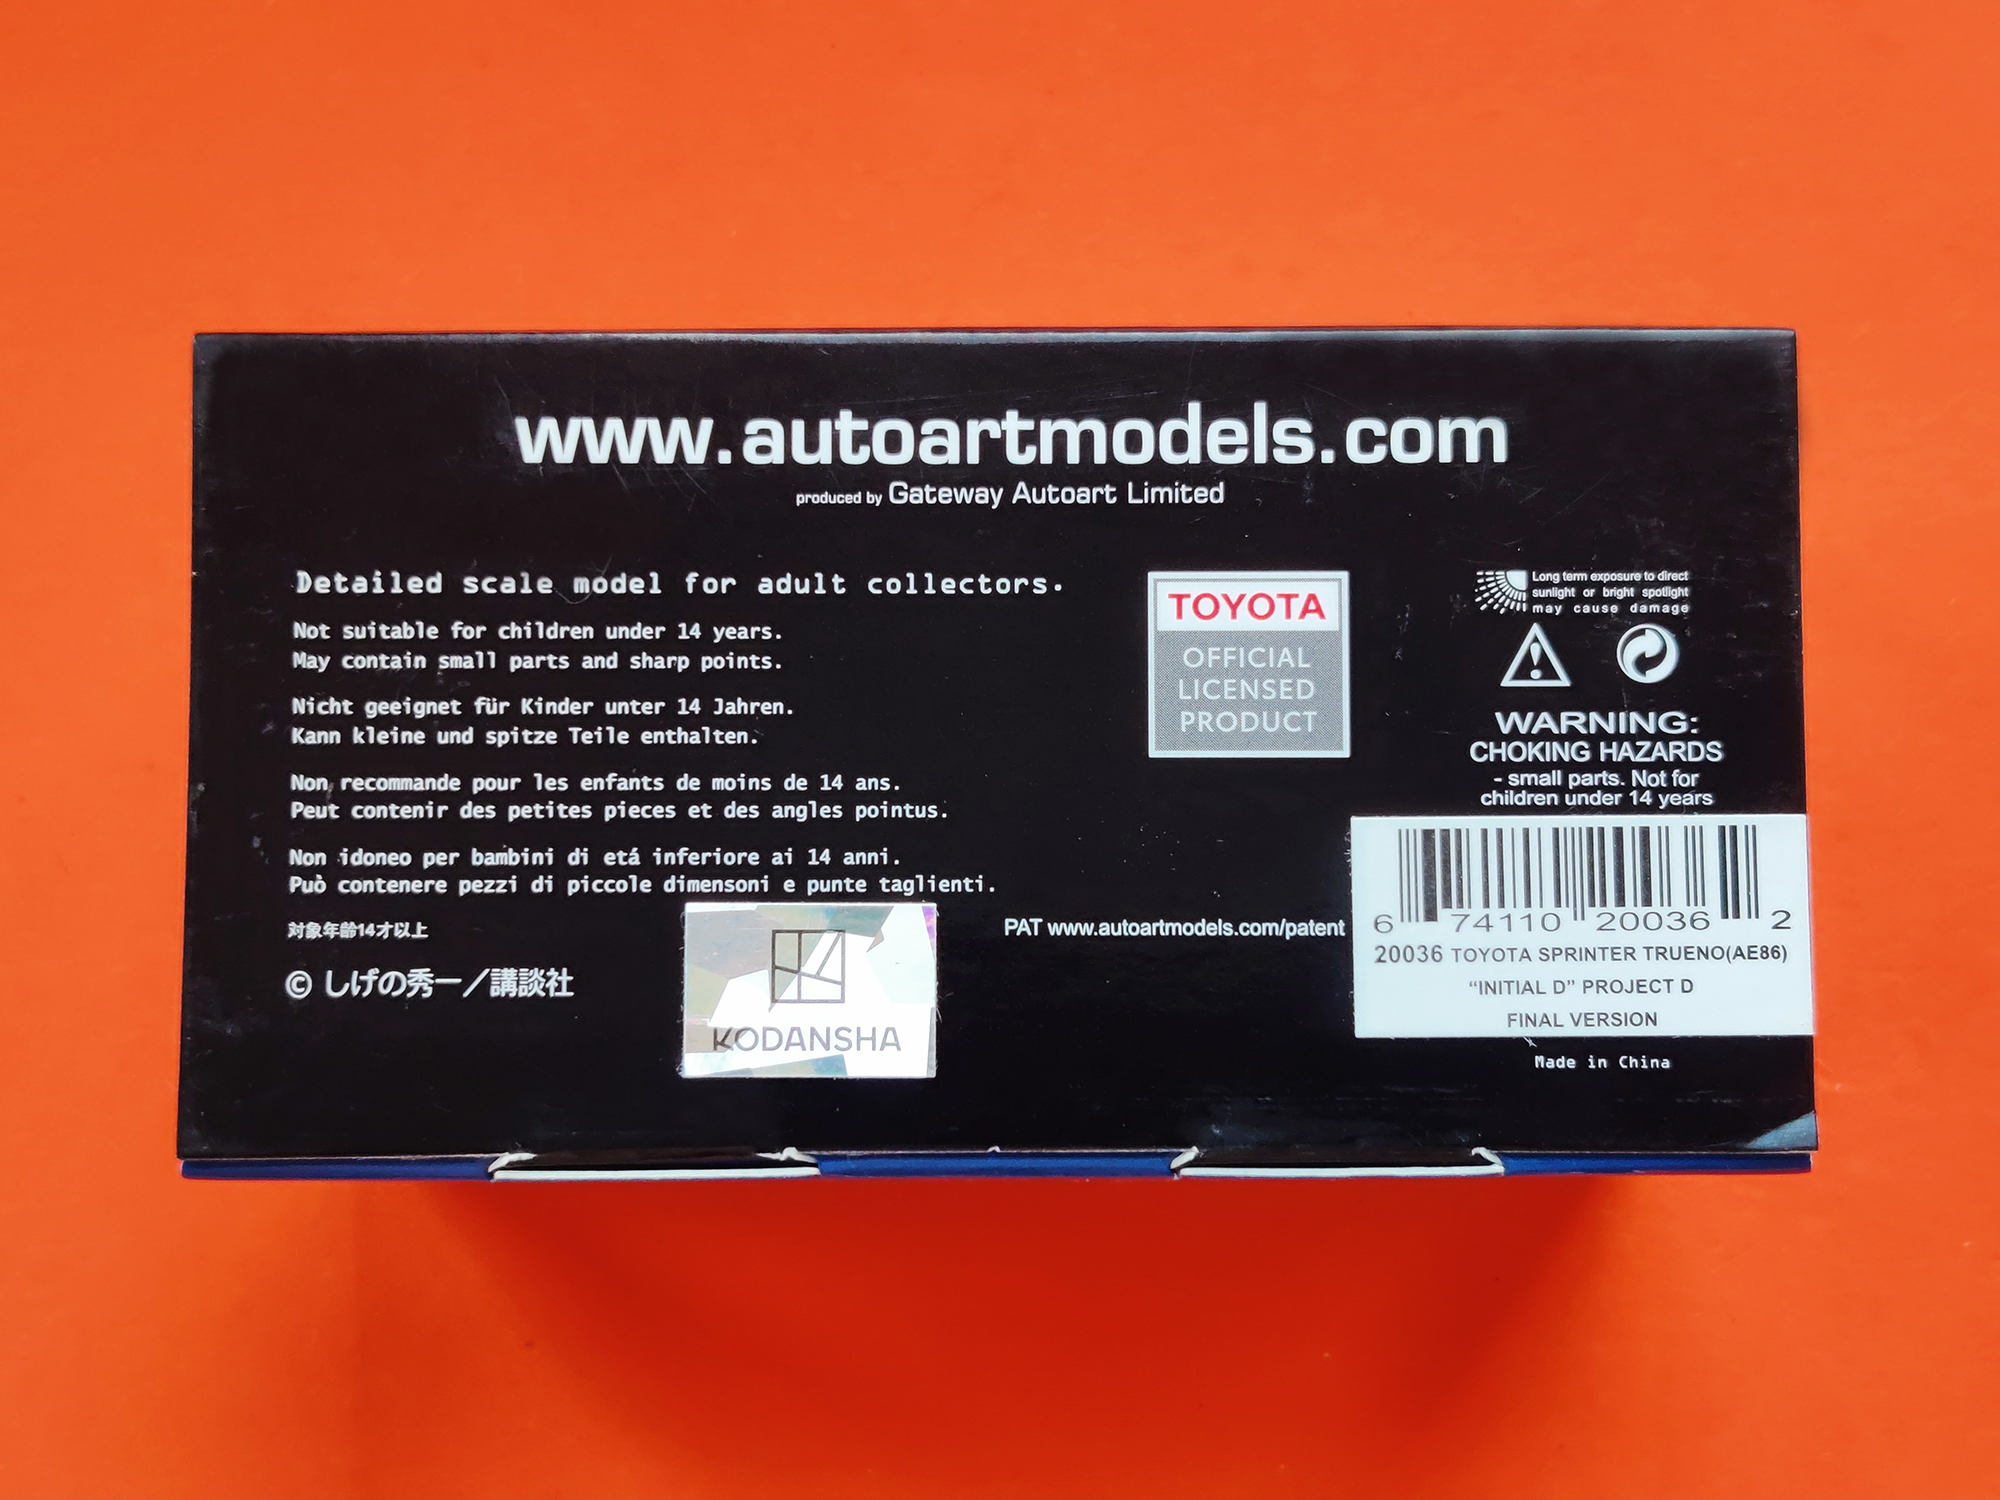 www.autoartmodels.com
produced by Gateway Autoart Limited
Detailed scale model for adult collectors.
Not suitable for children under 14 years.
May contain small parts and sharp points.
Nicht geeignet für Kinder unter 14 Jahren.
Kann kleine und spitze Teile enthalten.
Non recommande pour les enfants de moins de 14 ans.
Peut contenir des petites pieces et des angles pointus.
Non idoneo per bambini di etá inferiore ai 14 anni.
Può contenere pezzi di piccole dimensoni e punte taglienti.
対象年齢14才以上
© しげの秀一／講談社
KODANSHA
TOYOTA
OFFICIAL
LICENSED
PRODUCT
PAT www.autoartmodels.com/patent
Long term exposure to direct
sunlight or bright spotlight
may cause damage
WARNING:
CHOKING HAZARDS
- small parts. Not for
children under 14 years
6 74110 20036 2
20036 TOYOTA SPRINTER TRUENO(AE86)
“INITIAL D” PROJECT D
FINAL VERSION
Made in China